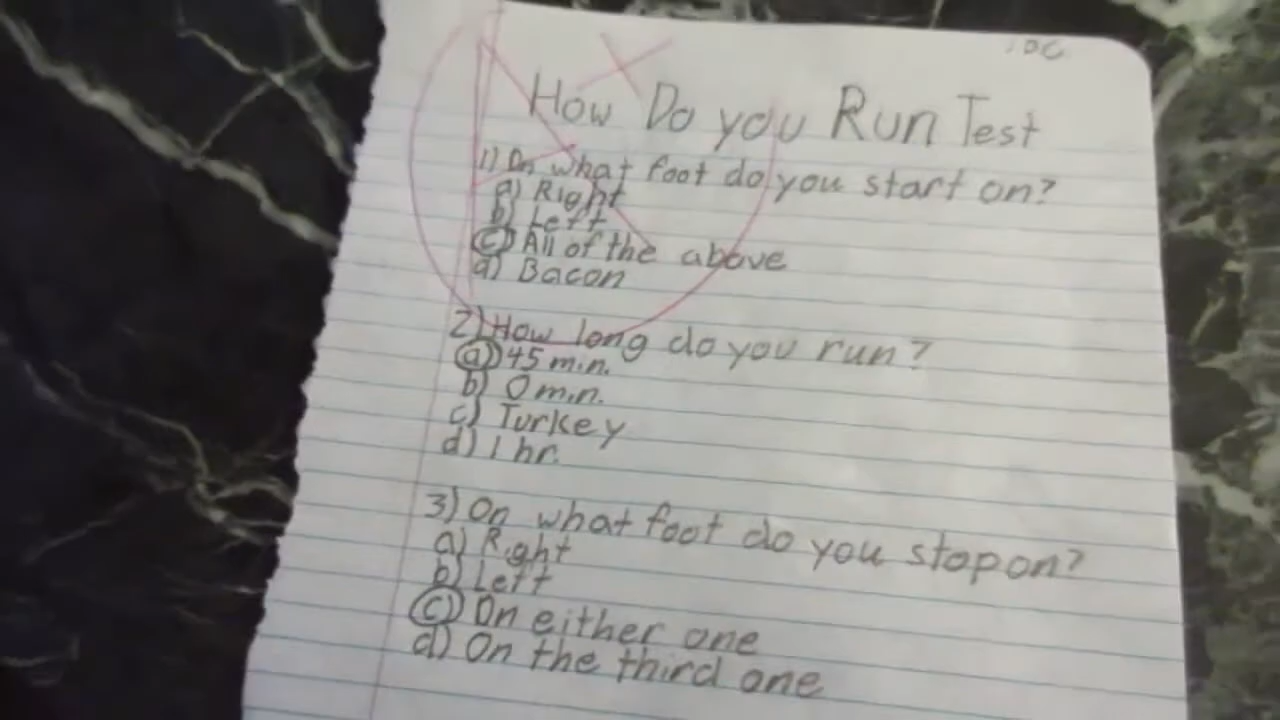 How Do you Run Test
1) On what foot do you start on?
a) Right
b) Left
c) All of the above
d) Bacon
2) How long do you run?
a) 45 min.
b) 0 min.
c) Turkey
d) 1 hr.
3) On what foot do you stop on?
a) Right
b) Left
c) On either one
d) On the third one